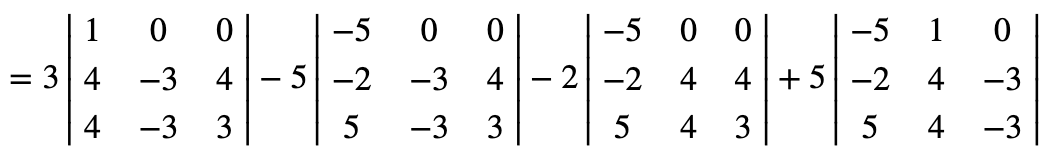 = 3 | 1 0 0 | − 5 | −5 0 0 | − 2 | −5 0 0 | + 5 | −5 1 0 |
| 4 −3 4 | | −2 −3 4 | | −2 4 4 | | −2 4 −3 |
| 4 −3 3 | | 5 −3 3 | | 5 4 3 | | 5 4 −3 |